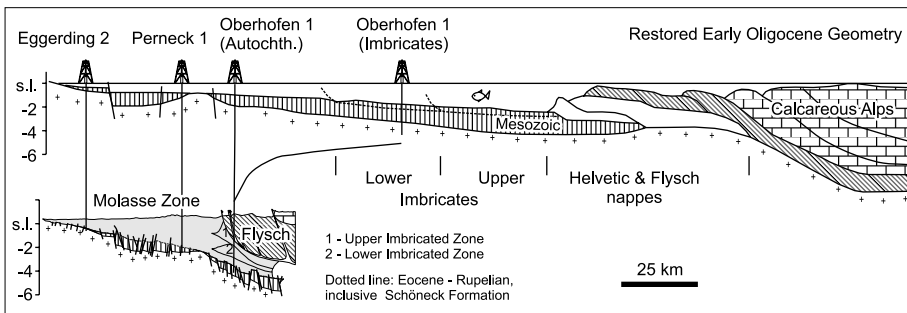 Eggerding 2
Perneck 1
Oberhofen 1
(Autochth.)
Oberhofen 1
(Imbricates)
Restored Early Oligocene Geometry
s.l.
-2
-4
-6
Calcareous Alps
Mesozoic
Lower
Upper
Imbricates
Helvetic & Flysch
nappes
Molasse Zone
s.l.
-2
-4
-6
Flysch
1
2
1 - Upper Imbricated Zone
2 - Lower Imbricated Zone
Dotted line: Eocene - Rupelian,
inclusive Schöneck Formation
25 km